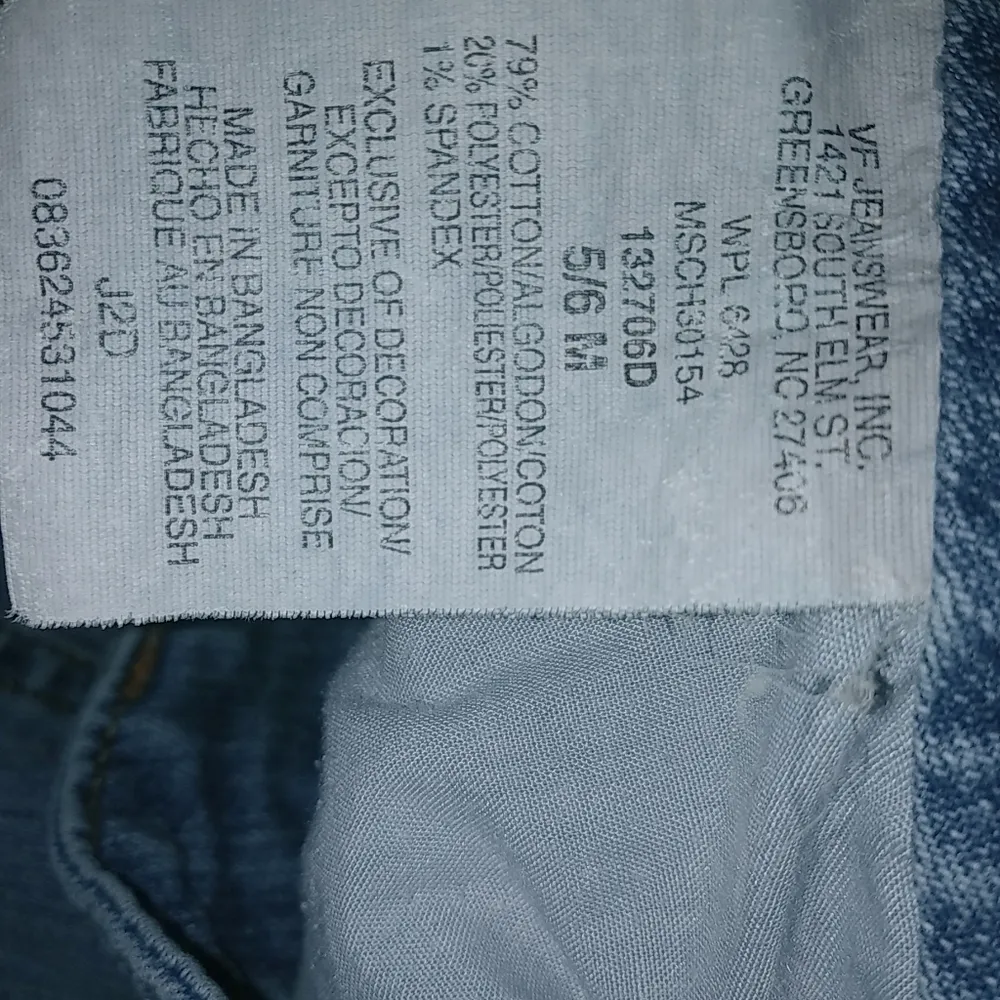 VF JEANSWEAR, INC.
1421 SOUTH ELM ST.
GREENSBORO, NC 27406
WPL 6428
MSCH30154
132706D
5/6 M
79% COTTON/ALGODON/COTON
20% POLYESTER/POLIESTER/POLYESTER
1% SPANDEX
EXCLUSIVE OF DECORATION/
EXCEPTO DECORACION/
GARNITURE NON COMPRISE
MADE IN BANGLADESH
HECHO EN BANGLADESH
FABRIQUE AU BANGLADESH
J2D
083624531044